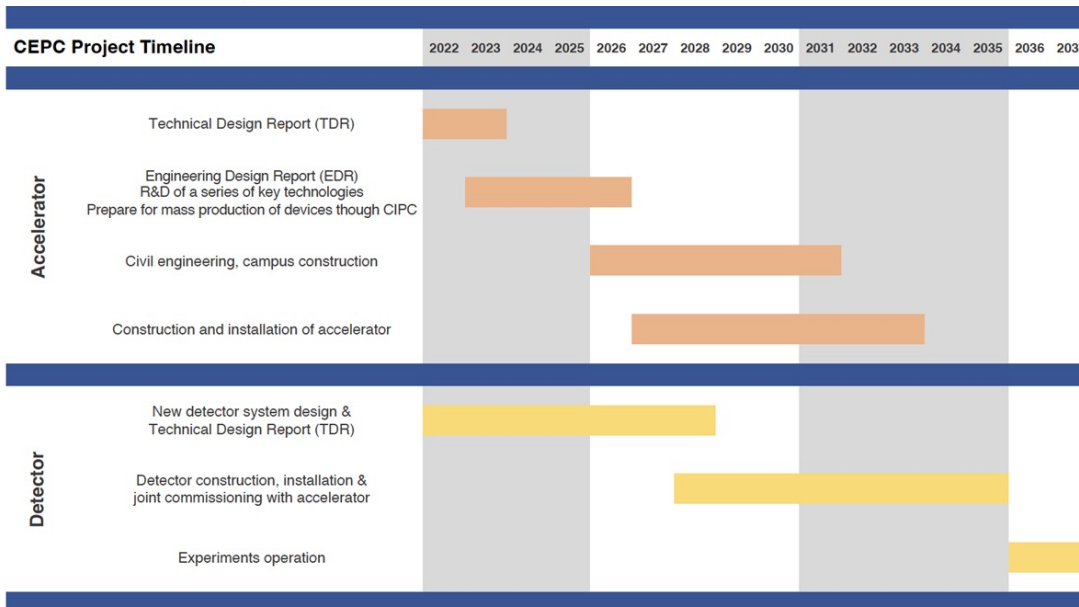 CEPC Project Timeline 2022 2023 2024 2025 2026 2027 2028 2029 2030 2031 2032 2033 2034 2035 2036
Accelerator
Technical Design Report (TDR)
Engineering Design Report (EDR)
R&D of a series of key technologies
Prepare for mass production of devices though CIPC
Civil engineering, campus construction
Construction and installation of accelerator
Detector
New detector system design &
Technical Design Report (TDR)
Detector construction, installation &
joint commissioning with accelerator
Experiments operation